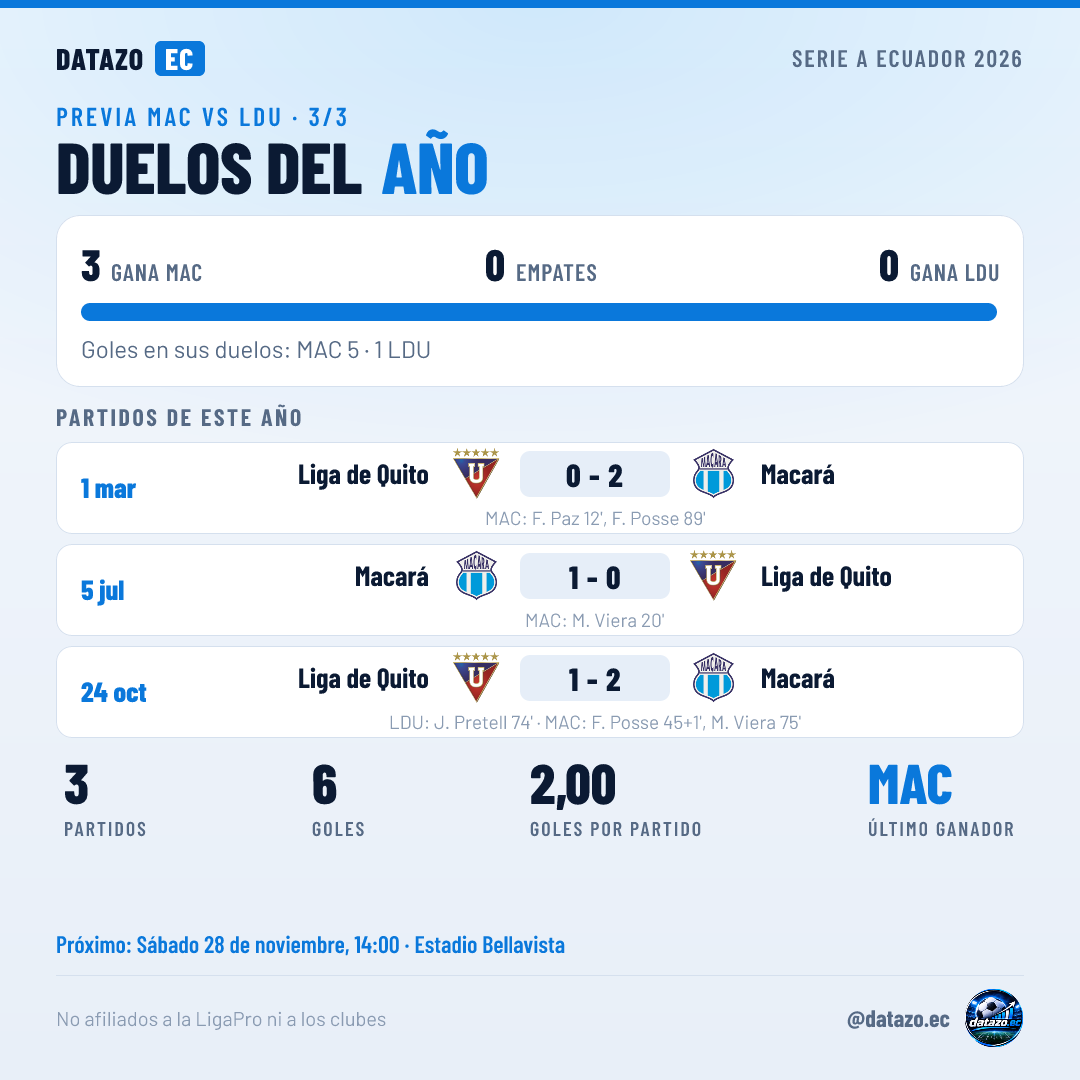 DATAZO EC
SERIE A ECUADOR 2026
PREVIA MAC VS LDU · 3/3
DUELOS DEL AÑO
3 GANA MAC
0 EMPATES
0 GANA LDU
Goles en sus duelos: MAC 5 · 1 LDU
PARTIDOS DE ESTE AÑO
1 mar
Liga de Quito U 0 - 2 MACARÁ Macará
MAC: F. Paz 12', F. Posse 89'
5 jul
Macará MACARÁ 1 - 0 U Liga de Quito
MAC: M. Viera 20'
24 oct
Liga de Quito U 1 - 2 MACARÁ Macará
LDU: J. Pretell 74' · MAC: F. Posse 45+1', M. Viera 75'
3 6 2,00 MAC
PARTIDOS GOLES GOLES POR PARTIDO ÚLTIMO GANADOR
Próximo: Sábado 28 de noviembre, 14:00 · Estadio Bellavista
No afiliados a la LigaPro ni a los clubes
@datazo.ec
datazo.ec